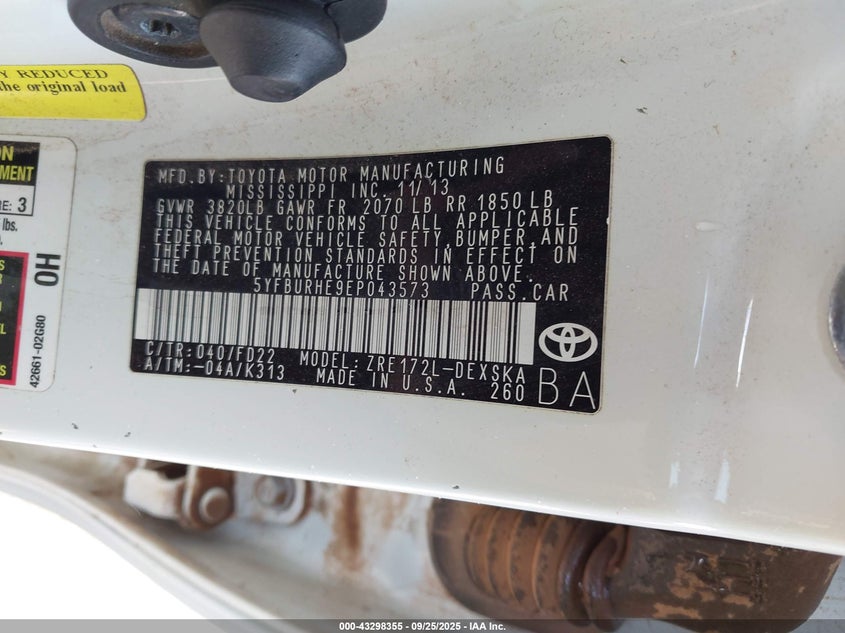 Y REDUCED
the original load
ON
EMENT
RE: 3
lbs.
OH
42661-02G80
MFD. BY: TOYOTA MOTOR MANUFACTURING
MISSISSIPPI INC. 11/13
GVWR 3820LB GAWR FR 2070 LB RR 1850 LB
THIS VEHICLE CONFORMS TO ALL APPLICABLE
FEDERAL MOTOR VEHICLE SAFETY, BUMPER, AND
THEFT PREVENTION STANDARDS IN EFFECT ON
THE DATE OF MANUFACTURE SHOWN ABOVE.
5YFBURHE9EP043573 PASS. CAR
C/TR: 040/FD22 MODEL: ZRE172L-DEXSKA
A/TM: -04A/K313 MADE IN U.S.A. 260 BA
000-43298355 - 09/25/2025 - IAA Inc.